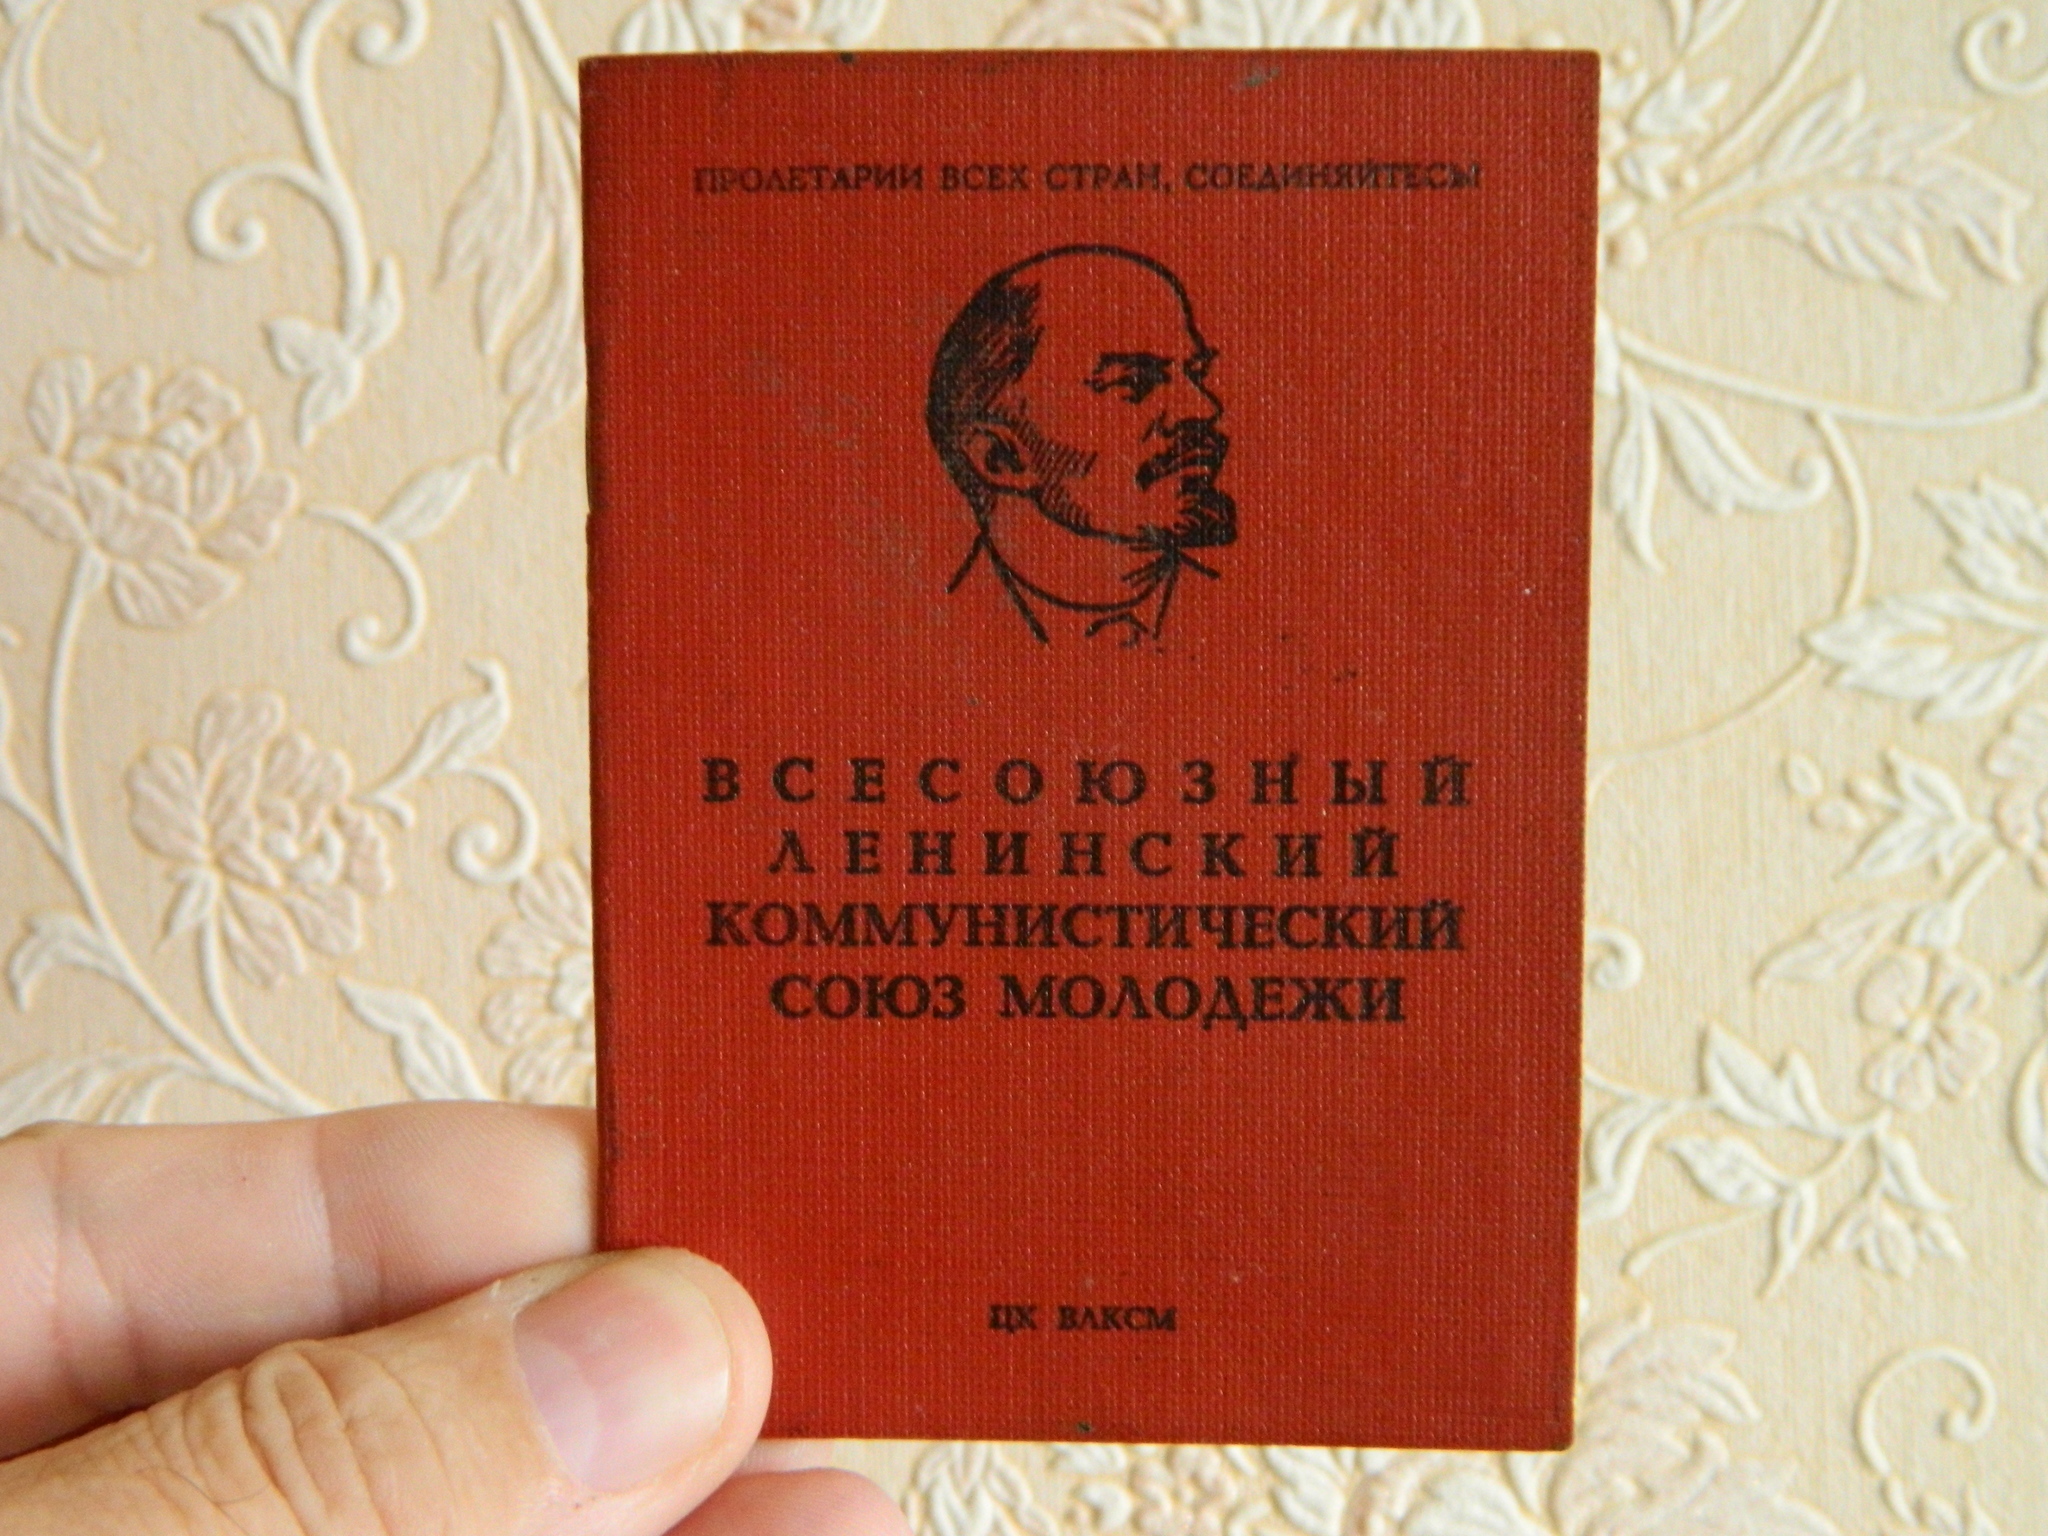 ПРОЛЕТАРИИ ВСЕХ СТРАН, СОЕДИНЯЙТЕСЬ!
ВСЕСОЮЗНЫЙ
ЛЕНИНСКИЙ
КОММУНИСТИЧЕСКИЙ
СОЮЗ МОЛОДЕЖИ
ЦК ВЛКСМ